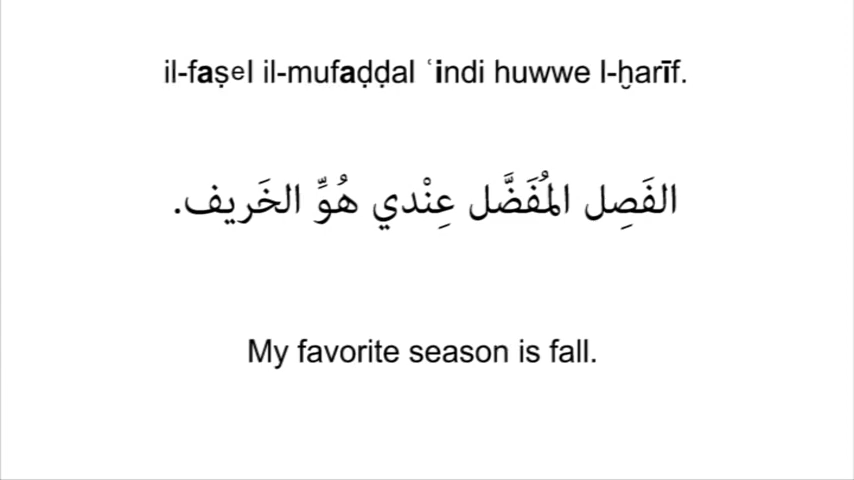 il-faṣᵉl il-mufaḍḍal ʿindi huwwe l-ḫarīf.
الفَصِل المُفَضَّل عِنْدي هُوِّ الخَريف.
My favorite season is fall.